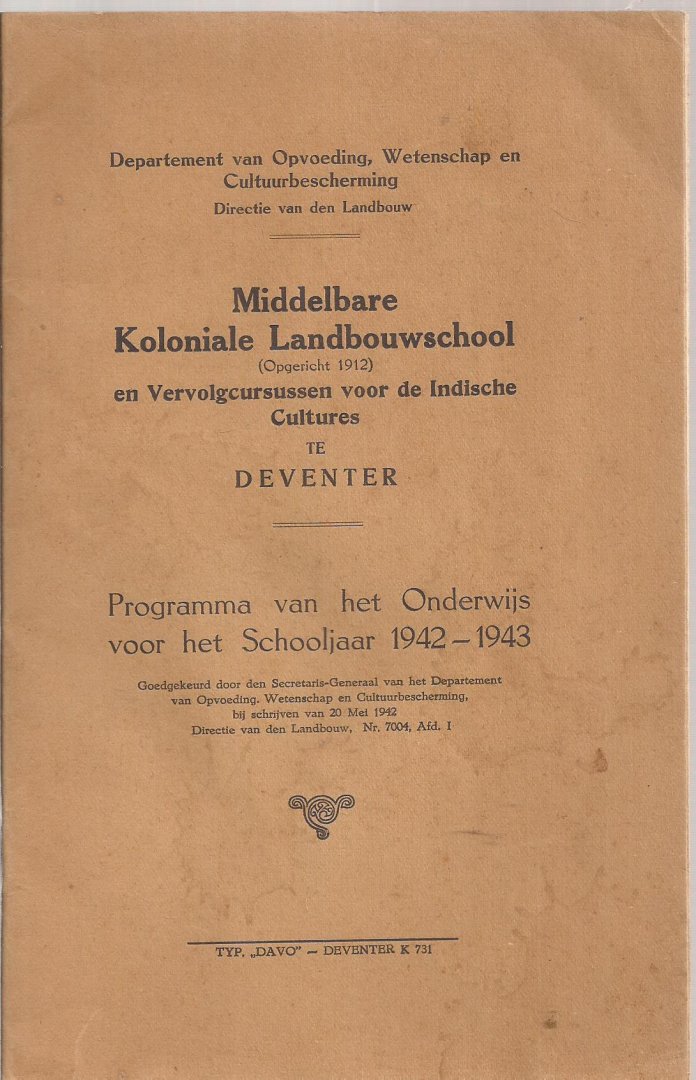 Departement van Opvoeding, Wetenschap en
Cultuurbescherming
Directie van den Landbouw
Middelbare
Koloniale Landbouwschool
(Opgericht 1912)
en Vervolgcursussen voor de Indische
Cultures
TE
DEVENTER
Programma van het Onderwijs
voor het Schooljaar 1942 – 1943
Goedgekeurd door den Secretaris-Generaal van het Departement
van Opvoeding. Wetenschap en Cultuurbescherming,
bij schrijven van 20 Mei 1942
Directie van den Landbouw, Nr. 7004, Afd. I
TYP. „DAVO” – DEVENTER K 731